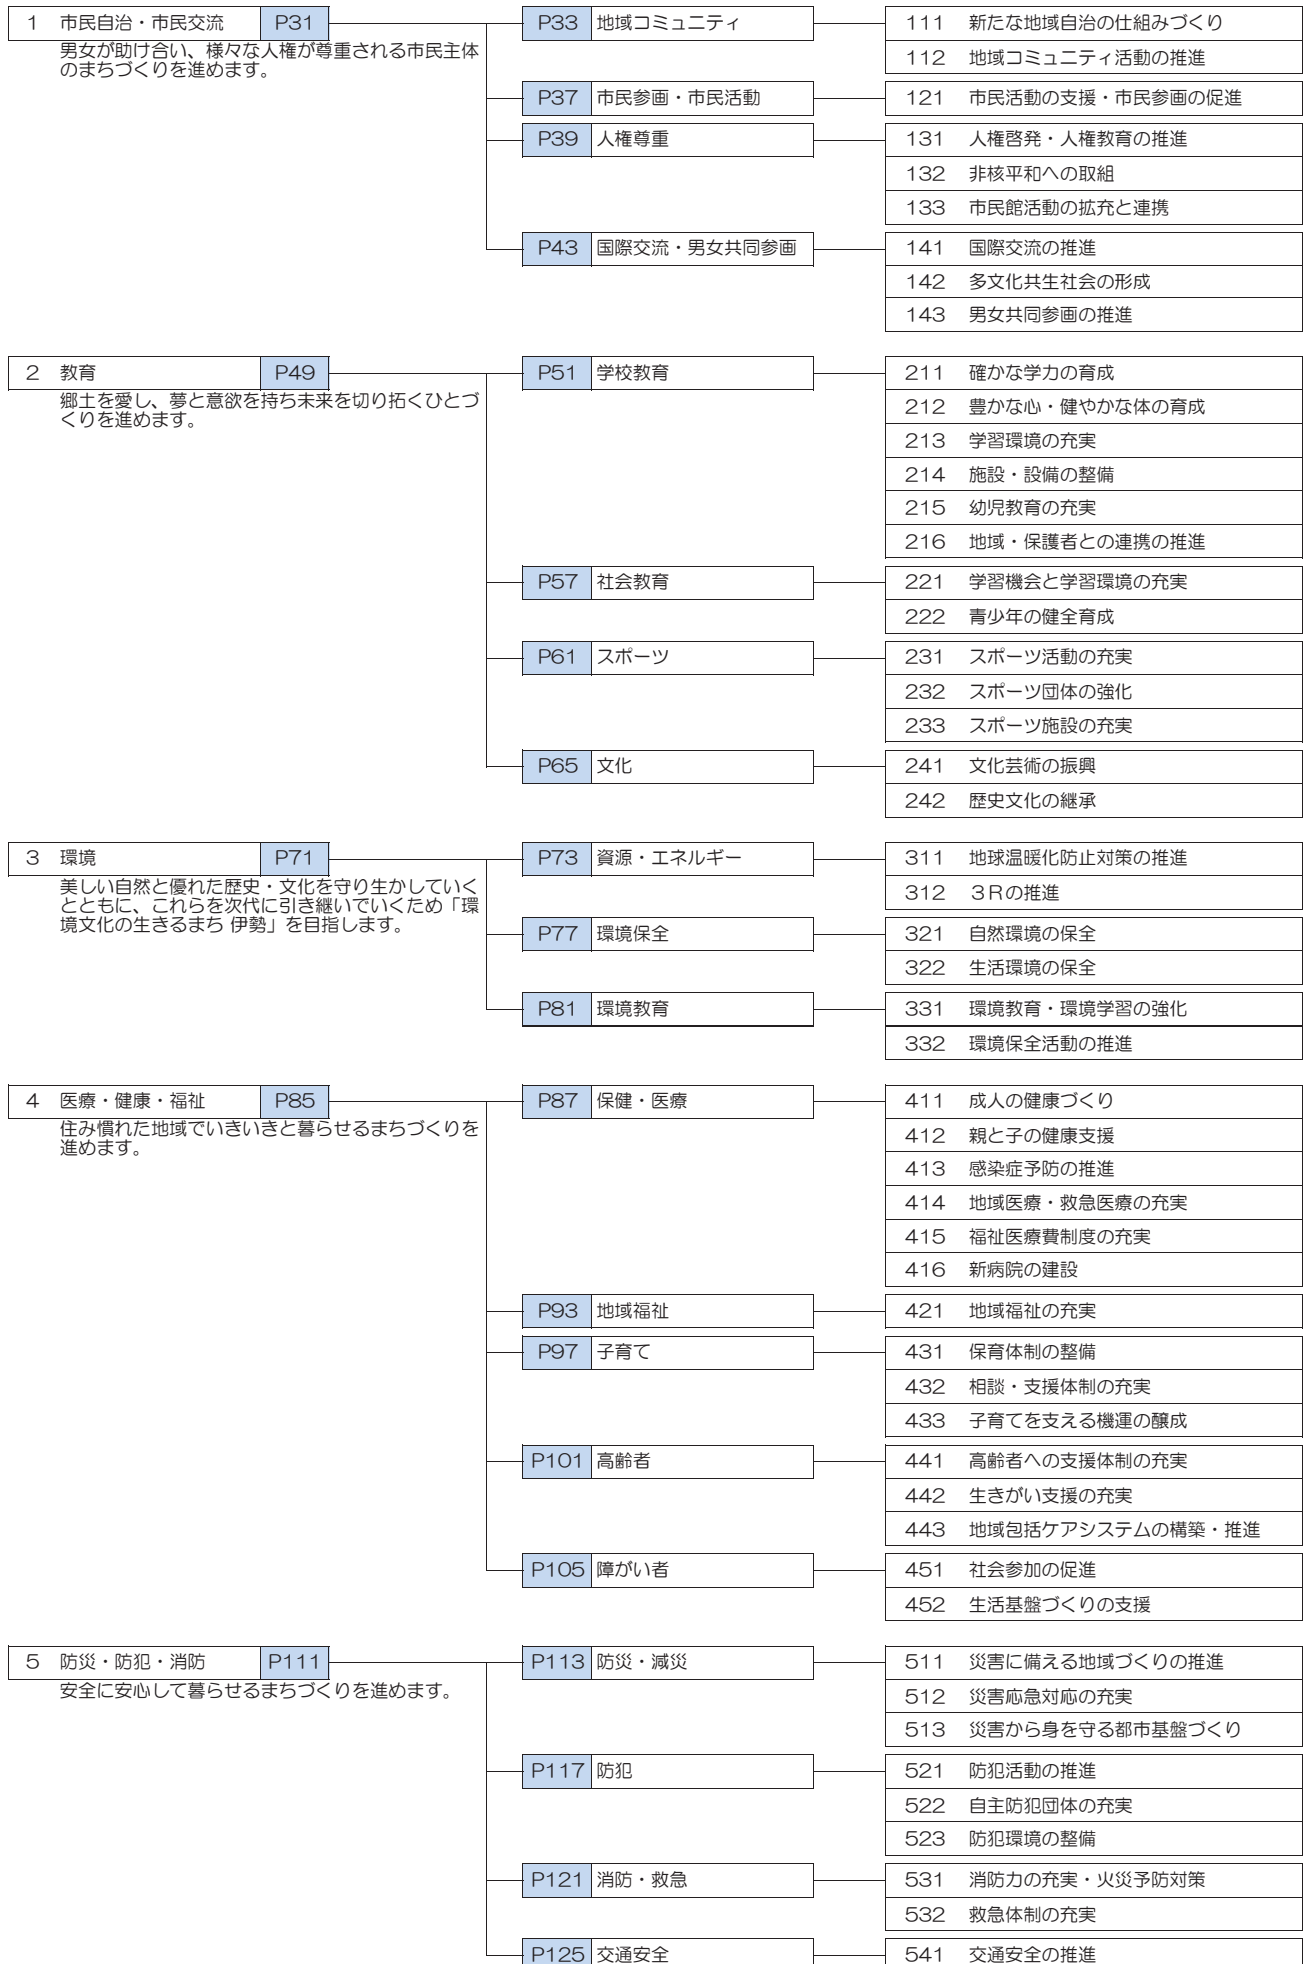 1 市民自治・市民交流 P31
男女が助け合い、様々な人権が尊重される市民主体
のまちづくりを進めます。
P33 地域コミュニティ
111 新たな地域自治の仕組みづくり
112 地域コミュニティ活動の推進
P37 市民参画・市民活動
121 市民活動の支援・市民参画の促進
P39 人権尊重
131 人権啓発・人権教育の推進
132 非核平和への取組
133 市民館活動の拡充と連携
P43 国際交流・男女共同参画
141 国際交流の推進
142 多文化共生社会の形成
143 男女共同参画の推進
2 教育 P49
郷土を愛し、夢と意欲を持ち未来を切り拓くひとづ
くりを進めます。
P51 学校教育
211 確かな学力の育成
212 豊かな心・健やかな体の育成
213 学習環境の充実
214 施設・設備の整備
215 幼児教育の充実
216 地域・保護者との連携の推進
P57 社会教育
221 学習機会と学習環境の充実
222 青少年の健全育成
P61 スポーツ
231 スポーツ活動の充実
232 スポーツ団体の強化
233 スポーツ施設の充実
P65 文化
241 文化芸術の振興
242 歴史文化の継承
3 環境 P71
美しい自然と優れた歴史・文化を守り生かしていく
とともに、これらを次代に引き継いでいくため「環
境文化の生きるまち 伊勢」を目指します。
P73 資源・エネルギー
311 地球温暖化防止対策の推進
312 3Rの推進
P77 環境保全
321 自然環境の保全
322 生活環境の保全
P81 環境教育
331 環境教育・環境学習の強化
332 環境保全活動の推進
4 医療・健康・福祉 P85
住み慣れた地域でいきいきと暮らせるまちづくりを
進めます。
P87 保健・医療
411 成人の健康づくり
412 親と子の健康支援
413 感染症予防の推進
414 地域医療・救急医療の充実
415 福祉医療費制度の充実
416 新病院の建設
P93 地域福祉
421 地域福祉の充実
P97 子育て
431 保育体制の整備
432 相談・支援体制の充実
433 子育てを支える機運の醸成
P101 高齢者
441 高齢者への支援体制の充実
442 生きがい支援の充実
443 地域包括ケアシステムの構築・推進
P105 障がい者
451 社会参加の促進
452 生活基盤づくりの支援
5 防災・防犯・消防 P111
安全に安心して暮らせるまちづくりを進めます。
P113 防災・減災
511 災害に備える地域づくりの推進
512 災害応急対応の充実
513 災害から身を守る都市基盤づくり
P117 防犯
521 防犯活動の推進
522 自主防犯団体の充実
523 防犯環境の整備
P121 消防・救急
531 消防力の充実・火災予防対策
532 救急体制の充実
P125 交通安全
541 交通安全の推進